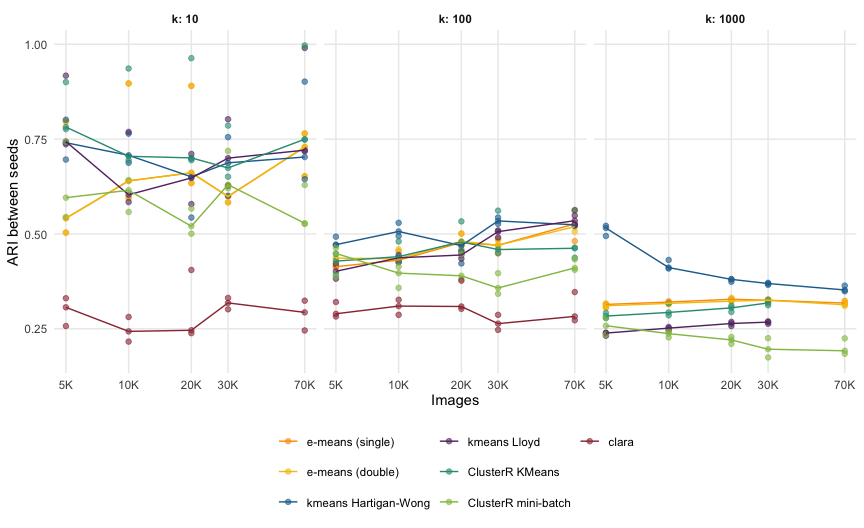 k: 10 k: 100 k: 1000
1.00
0.75
0.50
0.25
ARI between seeds
5K 10K 20K 30K 70K 5K 10K 20K 30K 70K 5K 10K 20K 30K 70K
Images
e-means (single) kmeans Lloyd clara
e-means (double) ClusterR KMeans
kmeans Hartigan-Wong ClusterR mini-batch